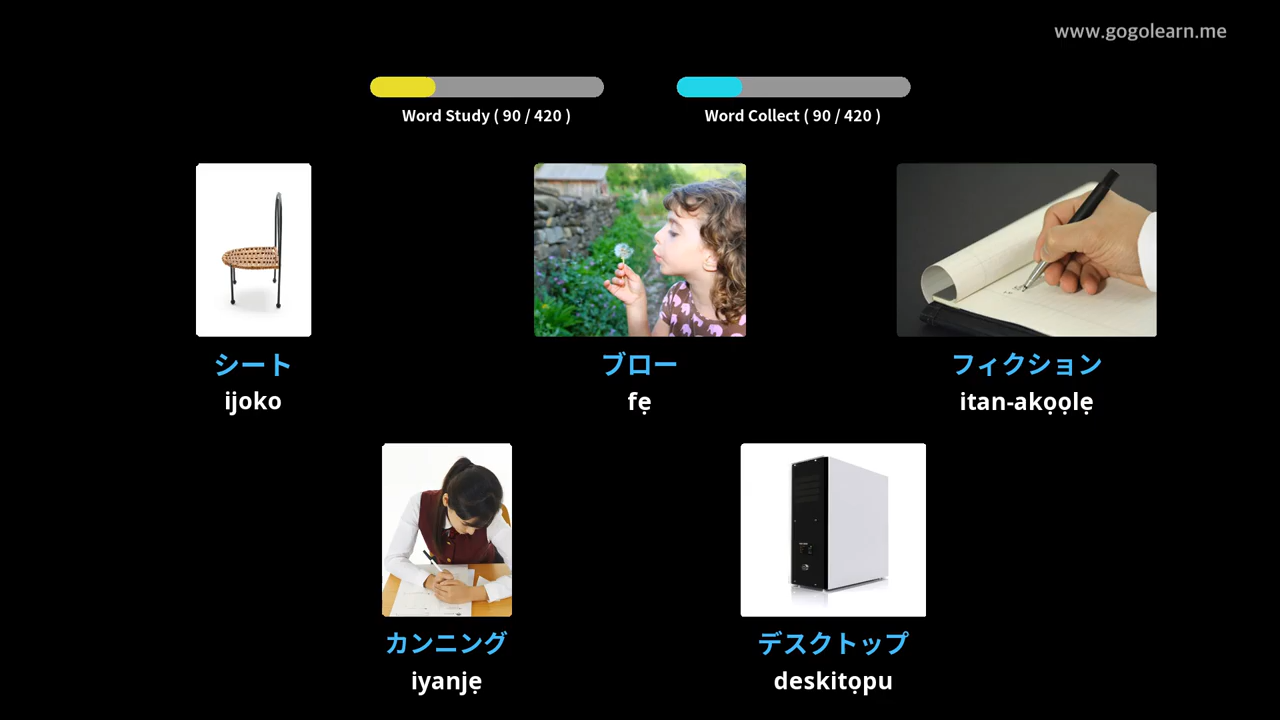 www.gogolearn.me
Word Study ( 90 / 420 )
Word Collect ( 90 / 420 )
シート
ijoko
ブロー
fẹ
フィクション
itan-akọọlẹ
カンニング
iyanjẹ
デスクトップ
deskitọpu